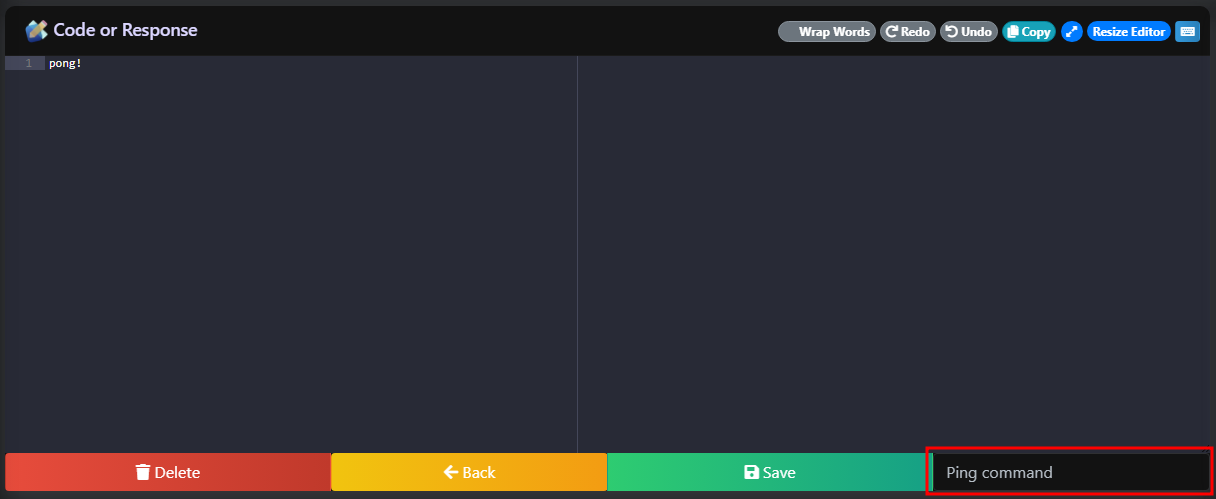 Code or Response
Wrap Words Redo Undo Copy Resize Editor
1 pong!
Delete Back Save Ping command